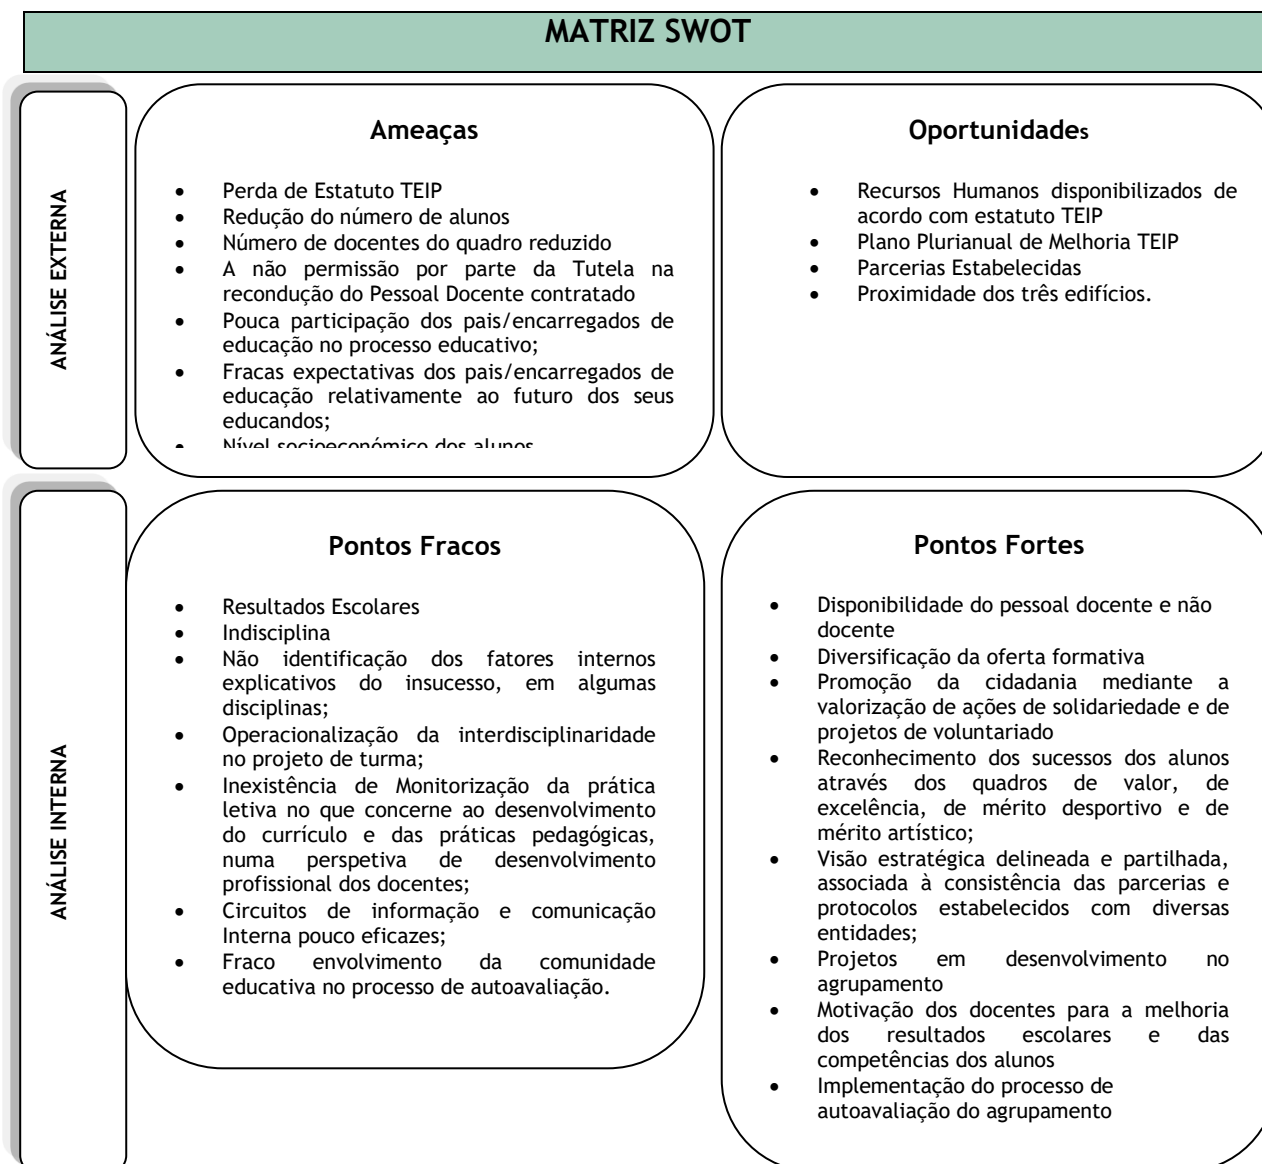 MATRIZ SWOT
ANÁLISE EXTERNA
Ameaças
• Perda de Estatuto TEIP
• Redução do número de alunos
• Número de docentes do quadro reduzido
• A não permissão por parte da Tutela na
recondução do Pessoal Docente contratado
• Pouca participação dos pais/encarregados de
educação no processo educativo;
• Fracas expectativas dos pais/encarregados de
educação relativamente ao futuro dos seus
educandos;
• Nível socioeconómico dos alunos
Oportunidades
• Recursos Humanos disponibilizados de
acordo com estatuto TEIP
• Plano Plurianual de Melhoria TEIP
• Parcerias Estabelecidas
• Proximidade dos três edifícios.
ANÁLISE INTERNA
Pontos Fracos
• Resultados Escolares
• Indisciplina
• Não identificação dos fatores internos
explicativos do insucesso, em algumas
disciplinas;
• Operacionalização da interdisciplinaridade
no projeto de turma;
• Inexistência de Monitorização da prática
letiva no que concerne ao desenvolvimento
do currículo e das práticas pedagógicas,
numa perspetiva de desenvolvimento
profissional dos docentes;
• Circuitos de informação e comunicação
Interna pouco eficazes;
• Fraco envolvimento da comunidade
educativa no processo de autoavaliação.
Pontos Fortes
• Disponibilidade do pessoal docente e não
docente
• Diversificação da oferta formativa
• Promoção da cidadania mediante a
valorização de ações de solidariedade e de
projetos de voluntariado
• Reconhecimento dos sucessos dos alunos
através dos quadros de valor, de
excelência, de mérito desportivo e de
mérito artístico;
• Visão estratégica delineada e partilhada,
associada à consistência das parcerias e
protocolos estabelecidos com diversas
entidades;
• Projetos em desenvolvimento no
agrupamento
• Motivação dos docentes para a melhoria
dos resultados escolares e das
competências dos alunos
• Implementação do processo de
autoavaliação do agrupamento